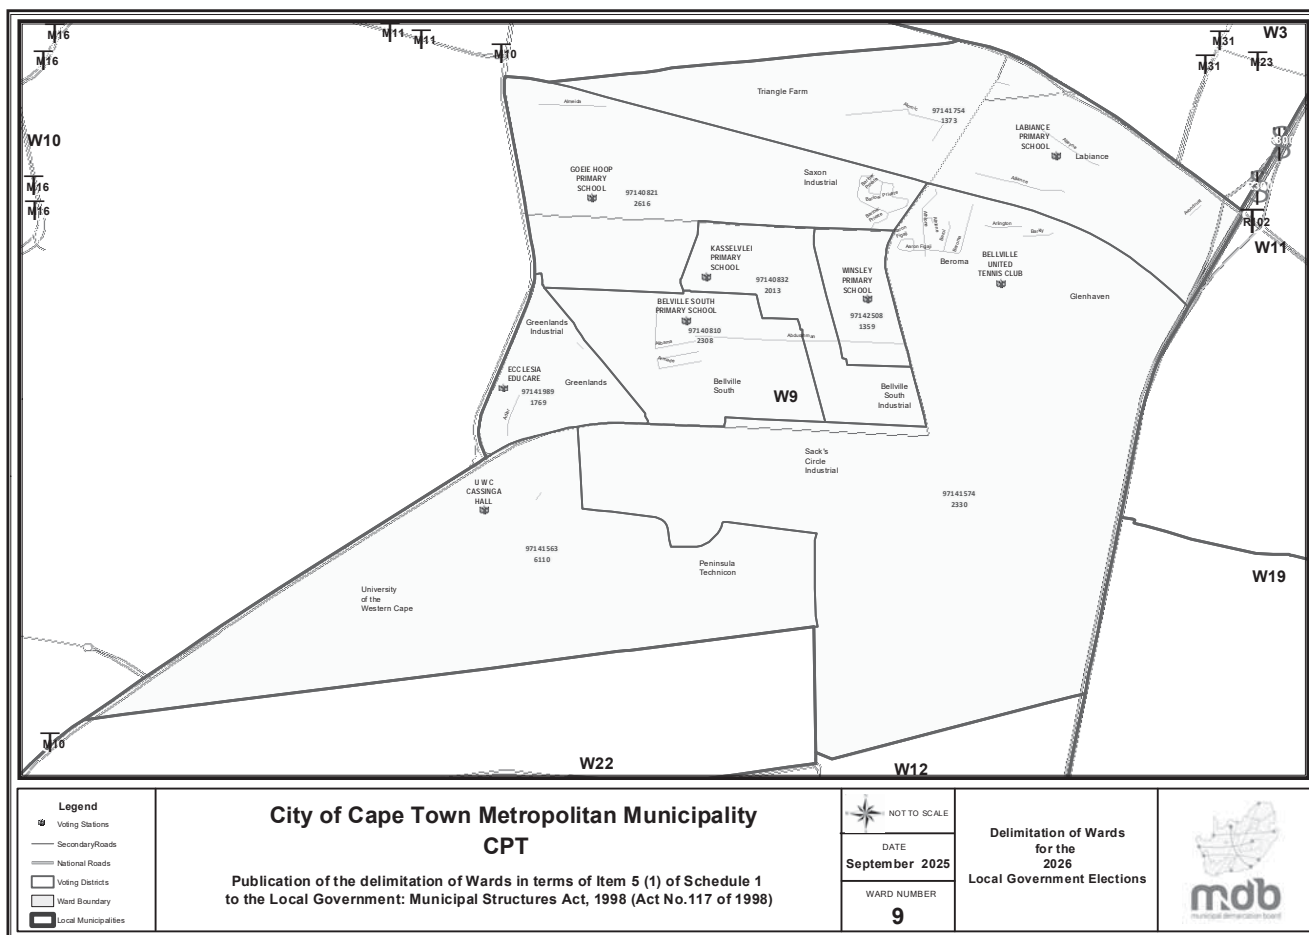 M16
M16
M11
M11
M10
M31
W3
M31
M23
Triangle Farm
Almeida
97141754
1373
W10
LABIANCE
PRIMARY
SCHOOL
Labiance
GOEIE HOOP
PRIMARY
SCHOOL
Saxon
Industrial
97140821
2616
M16
M16
R102
W11
Arlington
Aaron Figaji
Beroma
BELLVILLE
UNITED
TENNIS CLUB
Glenhaven
KASSELVLEI
PRIMARY
SCHOOL
97140832
2013
WINSLEY
PRIMARY
SCHOOL
97142508
1359
BELVILLE SOUTH
PRIMARY SCHOOL
97140810
2308
Greenlands
Industrial
ECCLESIA
EDUCARE
97141989
1769
Greenlands
Bellville
South
W9
Bellville
South
Industrial
Sack's
Circle
Industrial
UWC
CASSINGA
HALL
97141574
2330
97141563
6110
Peninsula
Technicon
University
of the
Western Cape
W19
M10
W22
W12
Legend
Voting Stations
SecondaryRoads
National Roads
Voting Districts
Ward Boundary
Local Municipalities
City of Cape Town Metropolitan Municipality
CPT
Publication of the delimitation of Wards in terms of Item 5 (1) of Schedule 1
to the Local Government: Municipal Structures Act, 1998 (Act No.117 of 1998)
NOT TO SCALE
DATE
September 2025
WARD NUMBER
9
Delimitation of Wards
for the
2026
Local Government Elections
mdb
municipal demarcation board